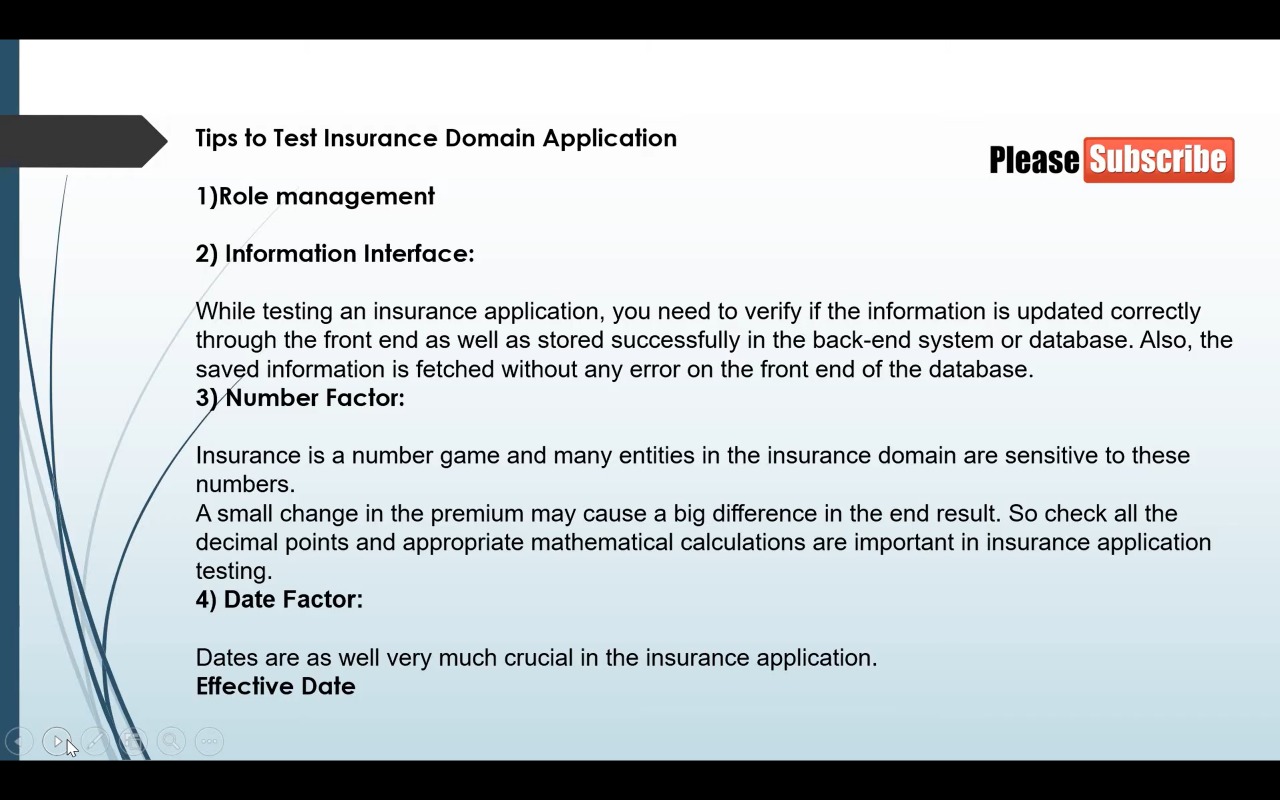 Tips to Test Insurance Domain Application
Please Subscribe
1)Role management
2) Information Interface:
While testing an insurance application, you need to verify if the information is updated correctly
through the front end as well as stored successfully in the back-end system or database. Also, the
saved information is fetched without any error on the front end of the database.
3) Number Factor:
Insurance is a number game and many entities in the insurance domain are sensitive to these
numbers.
A small change in the premium may cause a big difference in the end result. So check all the
decimal points and appropriate mathematical calculations are important in insurance application
testing.
4) Date Factor:
Dates are as well very much crucial in the insurance application.
Effective Date